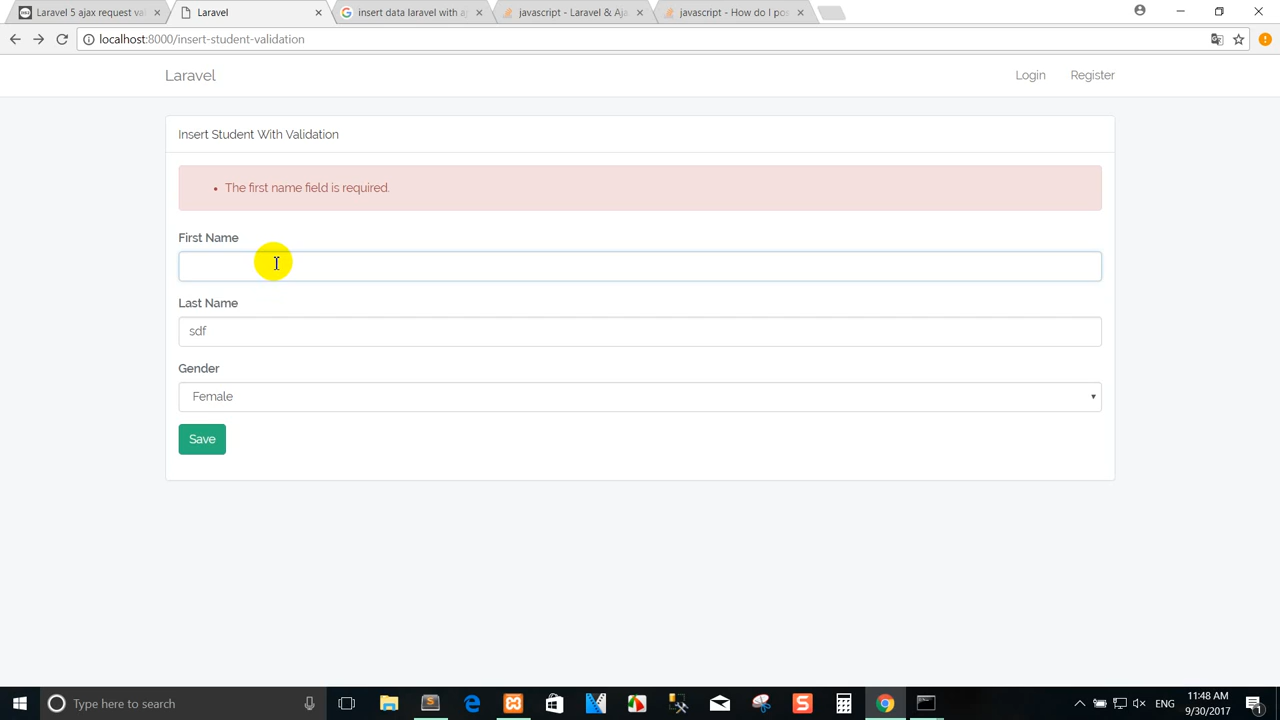 Laravel 5 ajax request val
Laravel
insert data laravel with aj
javascript - Laravel & Aja
javascript - How do I pos
localhost:8000/insert-student-validation
Laravel
Login
Register
Insert Student With Validation
• The first name field is required.
First Name
Last Name
sdf
Gender
Female
Save
Type here to search
ENG
11:48 AM
9/30/2017